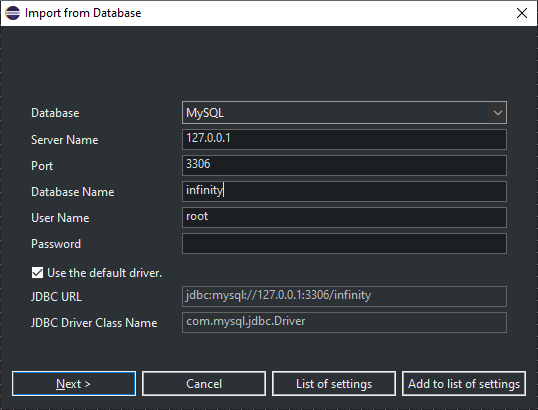 Import from Database
Database MySQL
Server Name 127.0.0.1
Port 3306
Database Name infinity
User Name root
Password
Use the default driver.
JDBC URL jdbc:mysql://127.0.0.1:3306/infinity
JDBC Driver Class Name com.mysql.jdbc.Driver
Next > Cancel List of settings Add to list of settings